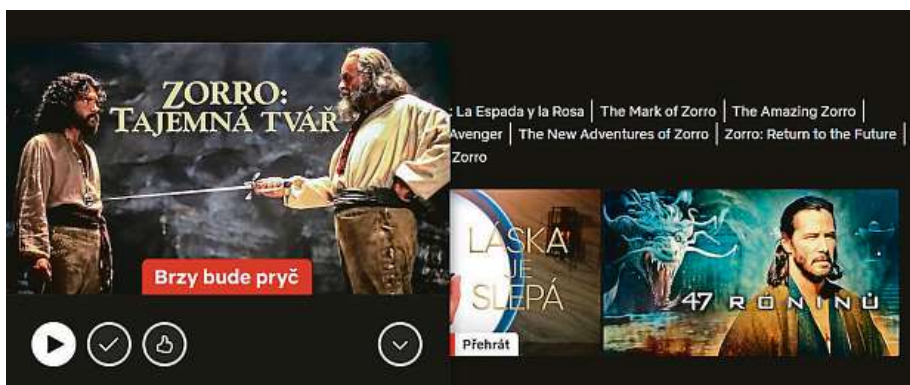 ZORRO:
TAJEMNÁ TVÁŘ
Brzy bude pryč
: La Espada y la Rosa | The Mark of Zorro | The Amazing Zorro |
Avenger | The New Adventures of Zorro | Zorro: Return to the Future |
Zorro
LÁSKA
JE
SLEPÁ
Přehrát
47 RONINŮ